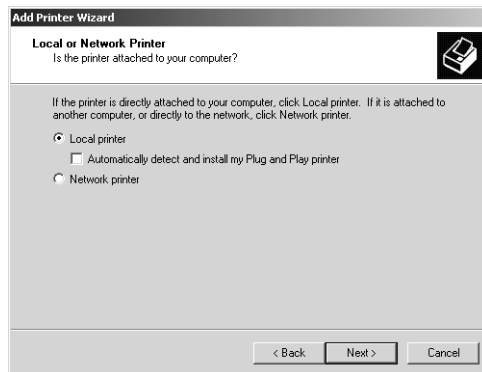 Add Printer Wizard
Local or Network Printer
Is the printer attached to your computer?
If the printer is directly attached to your computer, click Local printer.  If it is attached to
another computer, or directly to the network, click Network printer.
Local printer
Automatically detect and install my Plug and Play printer
Network printer
< Back
Next >
Cancel